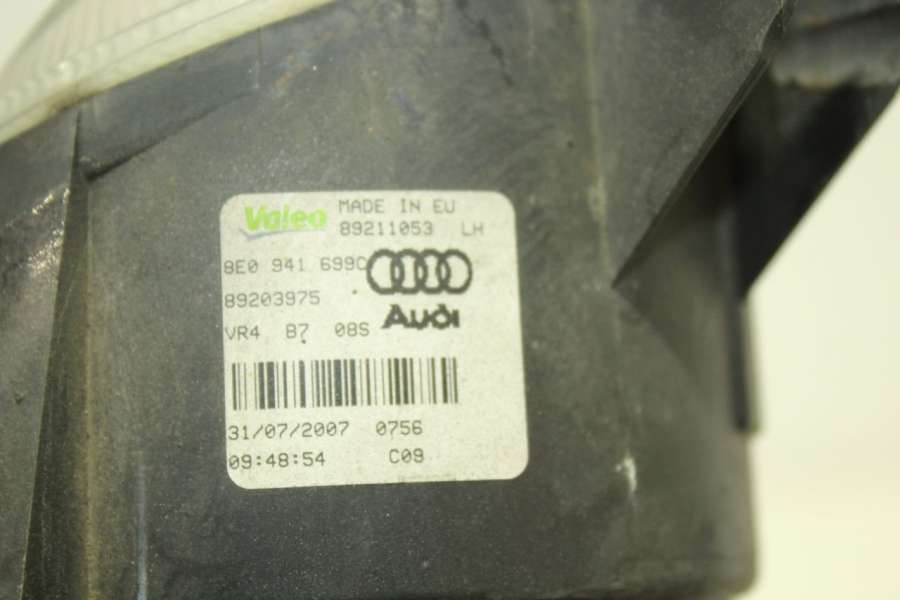 Valeo MADE IN EU
89211053 LH
8E0 941 699C
89203975
Audi
VR4 B7 08S
31/07/2007 0756
09:48:54 C09